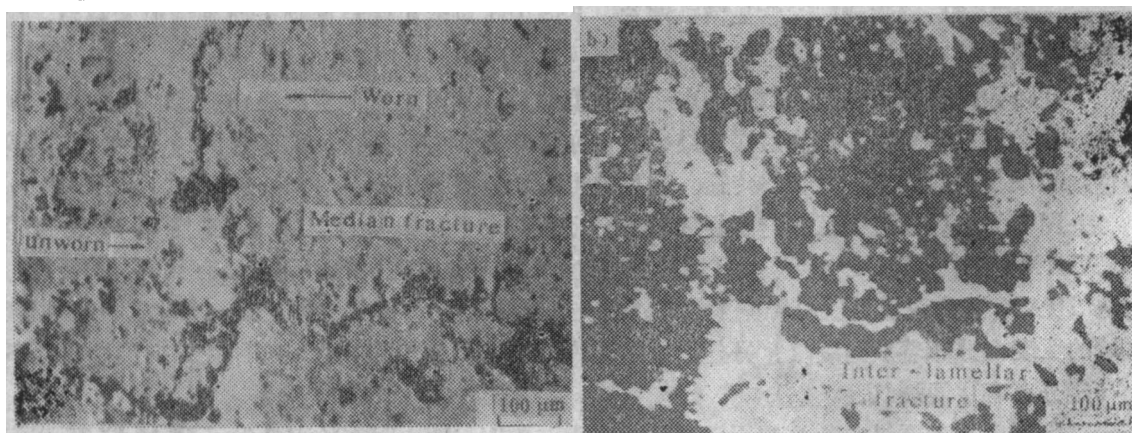 Worn
Median fracture
unworn
100 μm
b)
Inter-lamellar
fracture
100 μm